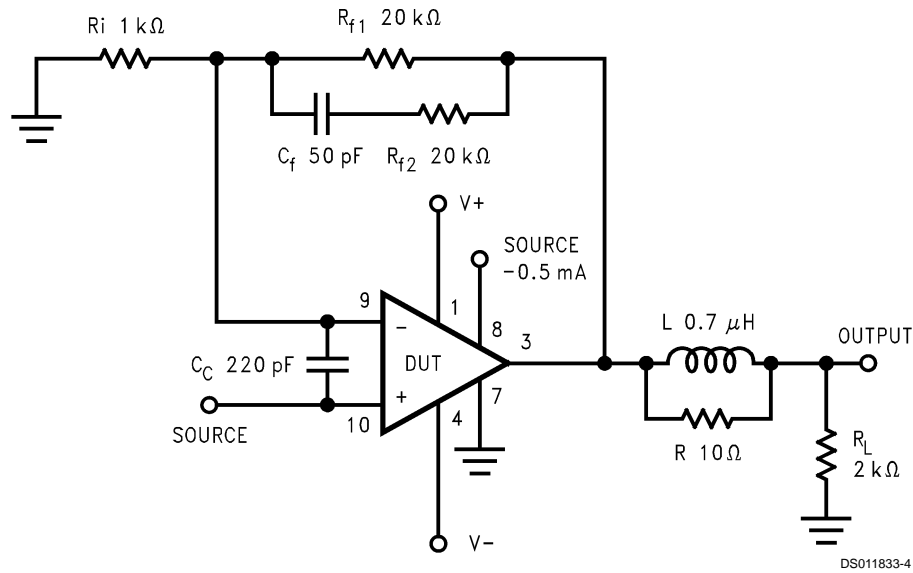 Ri 1 kΩ
Rf1 20 kΩ
Cf 50 pF
Rf2 20 kΩ
V+
SOURCE
-0.5 mA
9
1
8
3
L 0.7 μH
OUTPUT
CC 220 pF
−
DUT
+
SOURCE
10
4
7
R 10Ω
RL
2 kΩ
V-
DS011833-4